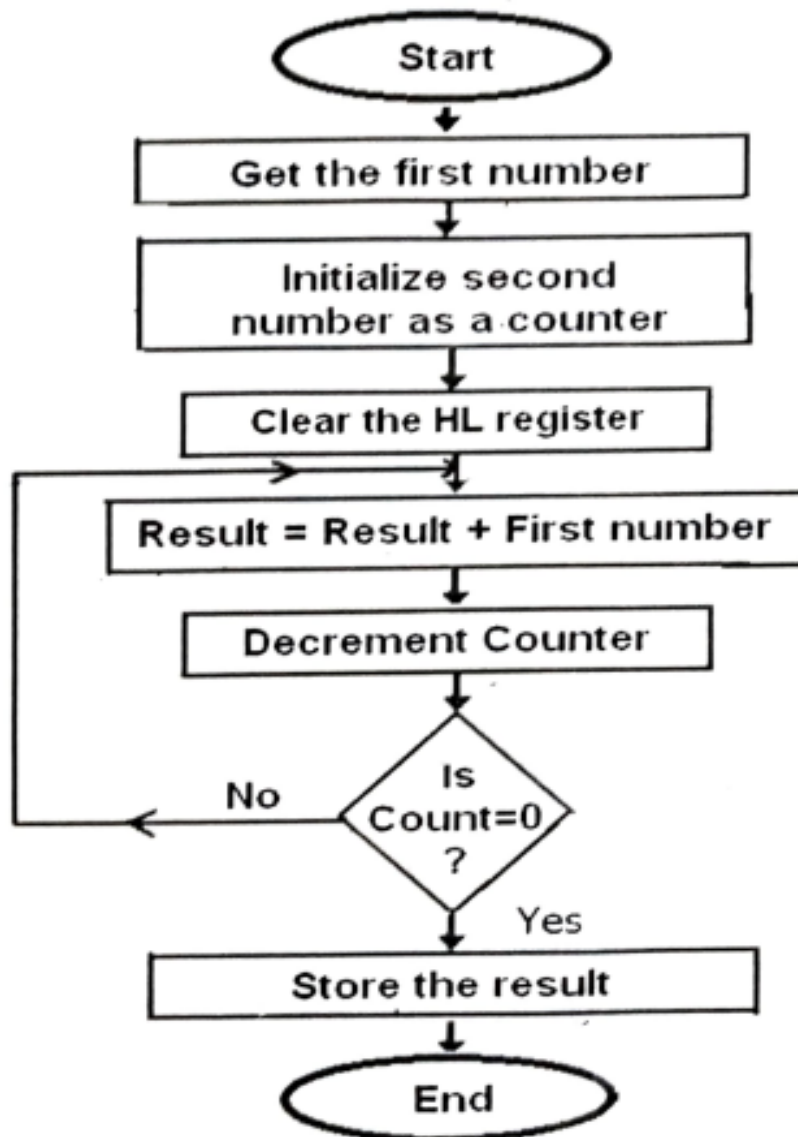 Start
Get the first number
Initialize second
number as a counter
Clear the HL register
Result = Result + First number
Decrement Counter
Is
Count=0
?
No
Yes
Store the result
End